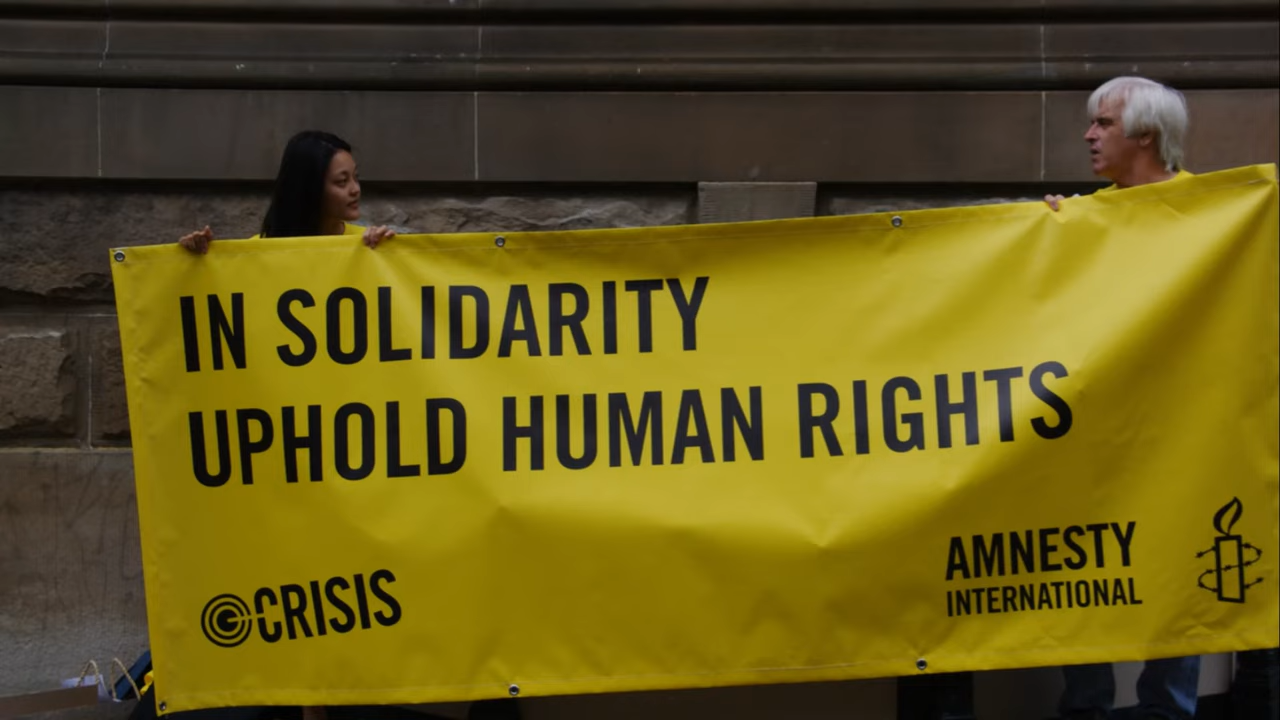 IN SOLIDARITY
UPHOLD HUMAN RIGHTS
CRISIS
AMNESTY
INTERNATIONAL